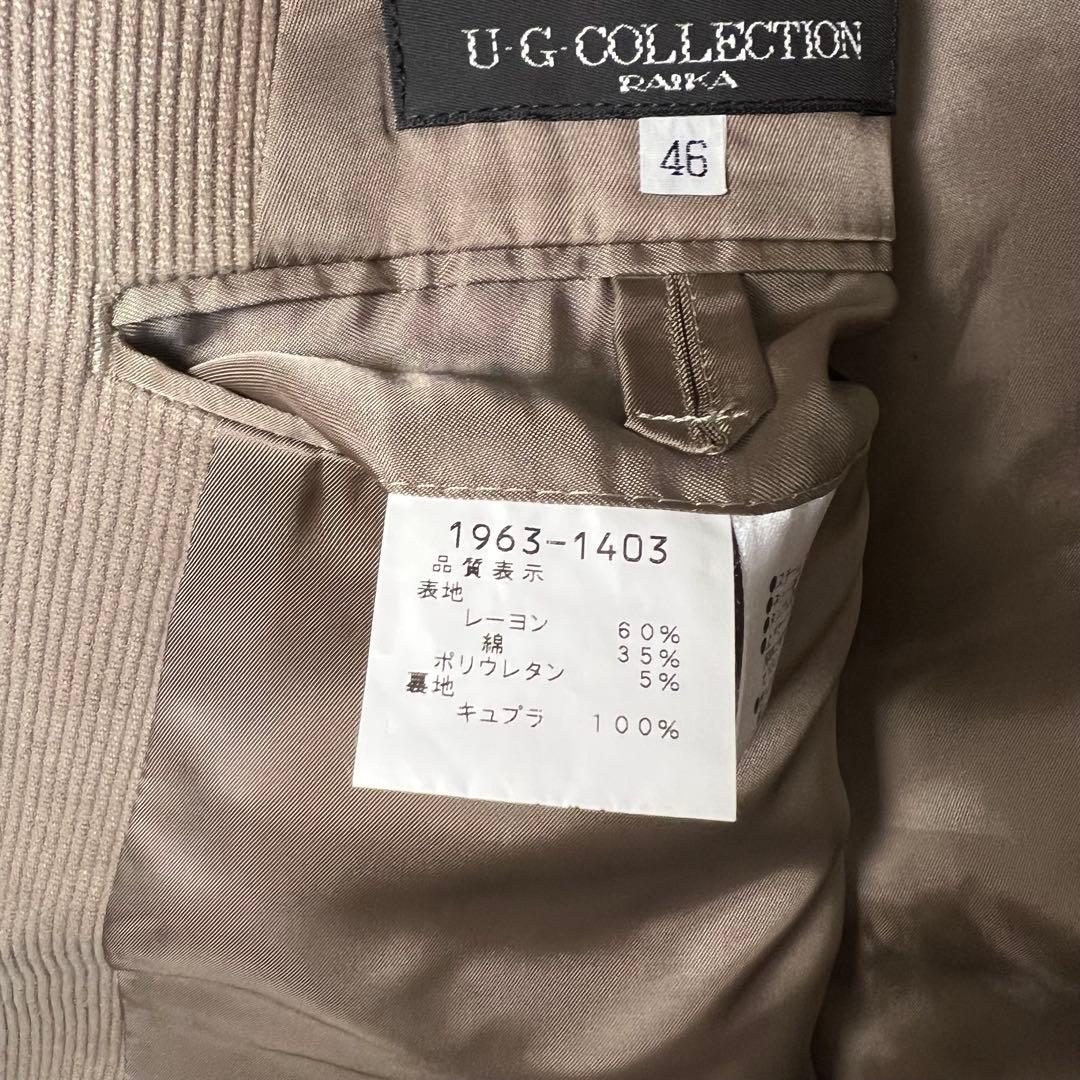 U-G-COLLECTION
RAIKA
46
1963-1403
品質表示
表地
レーヨン 60%
綿 35%
ポリウレタン 5%
裏地
キュプラ 100%